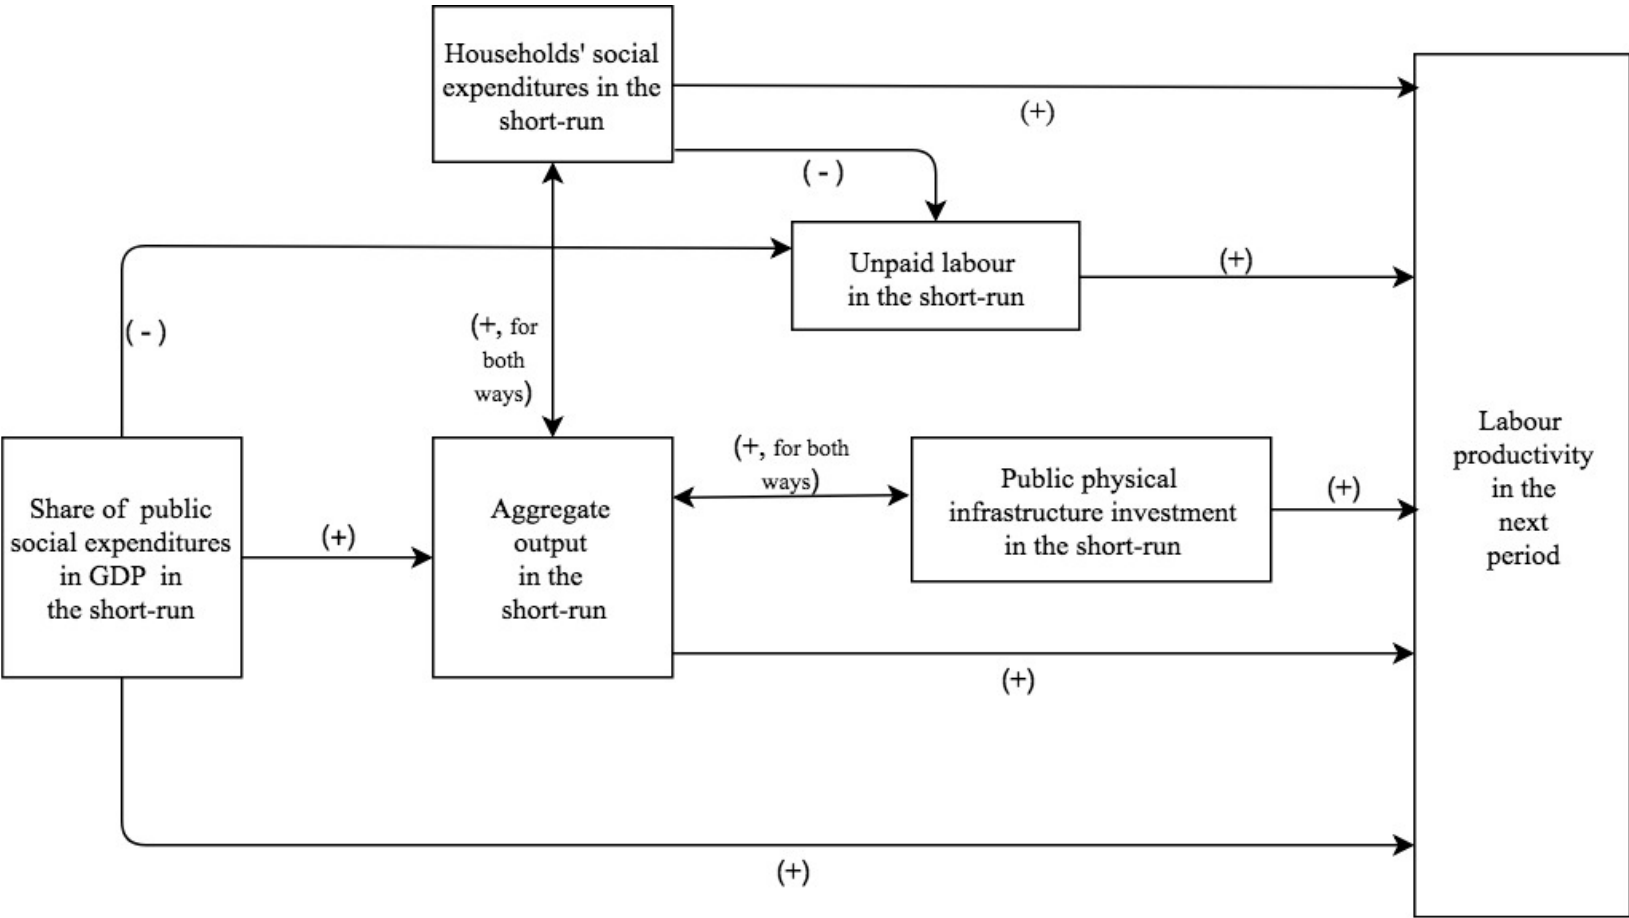 Households' social
expenditures in the
short-run
(+)
( - )
Unpaid labour
in the short-run
(+)
( - )
(+, for
both
ways)
Share of public
social expenditures
in GDP in
the short-run
(+)
Aggregate
output
in the
short-run
(+, for both
ways)
Public physical
infrastructure investment
in the short-run
(+)
Labour
productivity
in the
next
period
(+)
(+)